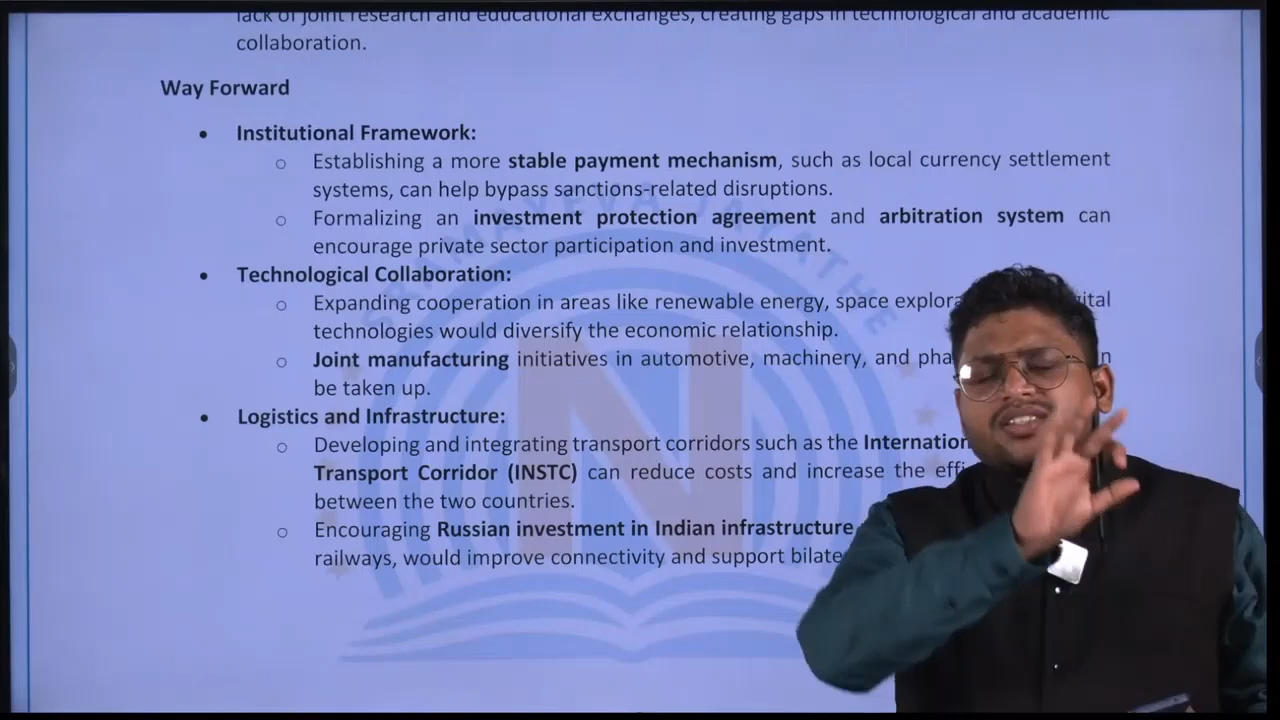 lack of joint research and educational exchanges, creating gaps in technological and academic
collaboration.
Way Forward
• Institutional Framework:
o Establishing a more stable payment mechanism, such as local currency settlement
systems, can help bypass sanctions-related disruptions.
o Formalizing an investment protection agreement and arbitration system can
encourage private sector participation and investment.
• Technological Collaboration:
o Expanding cooperation in areas like renewable energy, space
technologies would diversify the economic relationship.
o Joint manufacturing initiatives in automotive, machinery, and
be taken up.
• Logistics and Infrastructure:
o Developing and integrating transport corridors such as the
Transport Corridor (INSTC) can reduce costs and increase the
between the two countries.
o Encouraging Russian investment in Indian infrastructure
railways, would improve connectivity and support
SRAMAYEVA JAYATHE
N